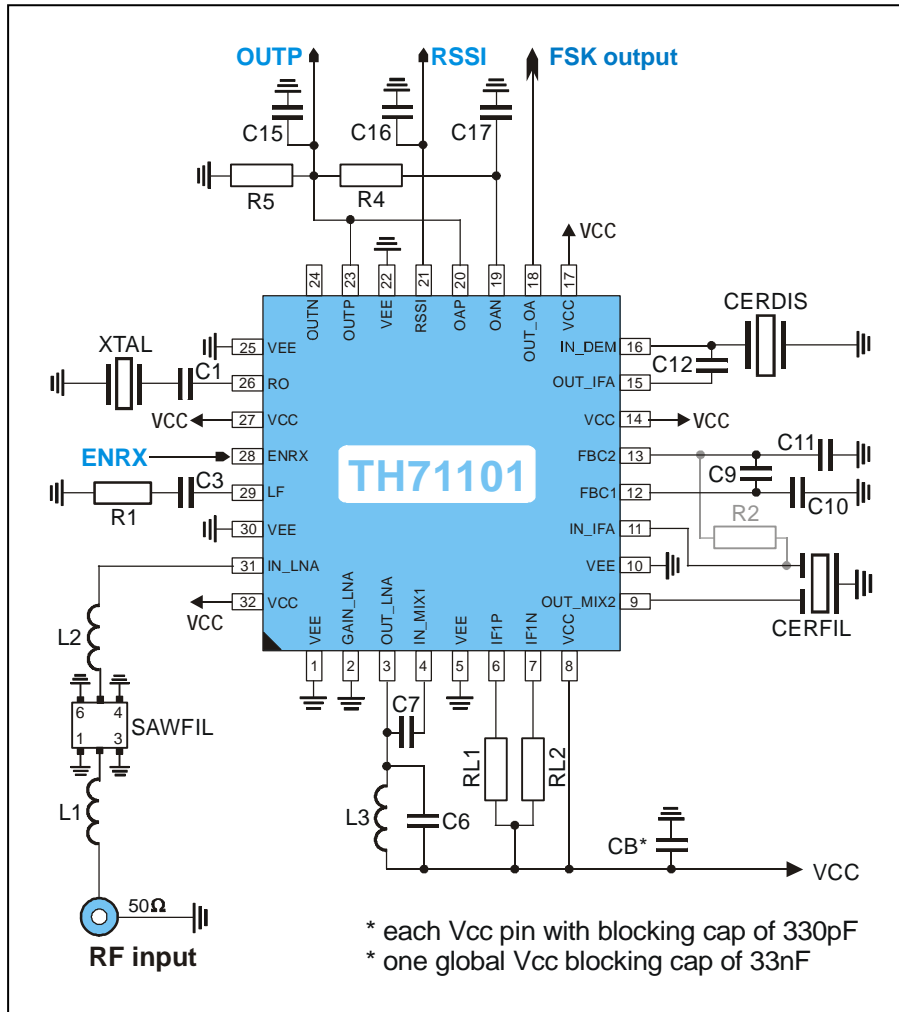 OUTP RSSI FSK output
C15 C16 C17
R5 R4
VCC
24 23 22 21 20 19 18 17
OUTN OUTP VEE RSSI OAP OAN OUT_OA VCC
CERDIS
XTAL
25 VEE IN_DEM 16
C12
C1 26 RO OUT_IFA 15
VCC 27 VCC VCC 14 VCC
ENRX 28 ENRX FBC2 13 C11
TH71101
C9
R1 C3 29 LF FBC1 12 C10
R2
30 VEE IN_IFA 11
31 IN_LNA VEE 10
VCC 32 VCC OUT_MIX2 9
CERFIL
VEE GAIN_LNA OUT_LNA IN_MIX1 VEE IF1P IF1N VCC
1 2 3 4 5 6 7 8
L2
6 4
1 3
SAWFIL
C7
RL1 RL2
L1
L3 C6
CB*
VCC
50Ω
RF input
* each Vcc pin with blocking cap of 330pF
* one global Vcc blocking cap of 33nF